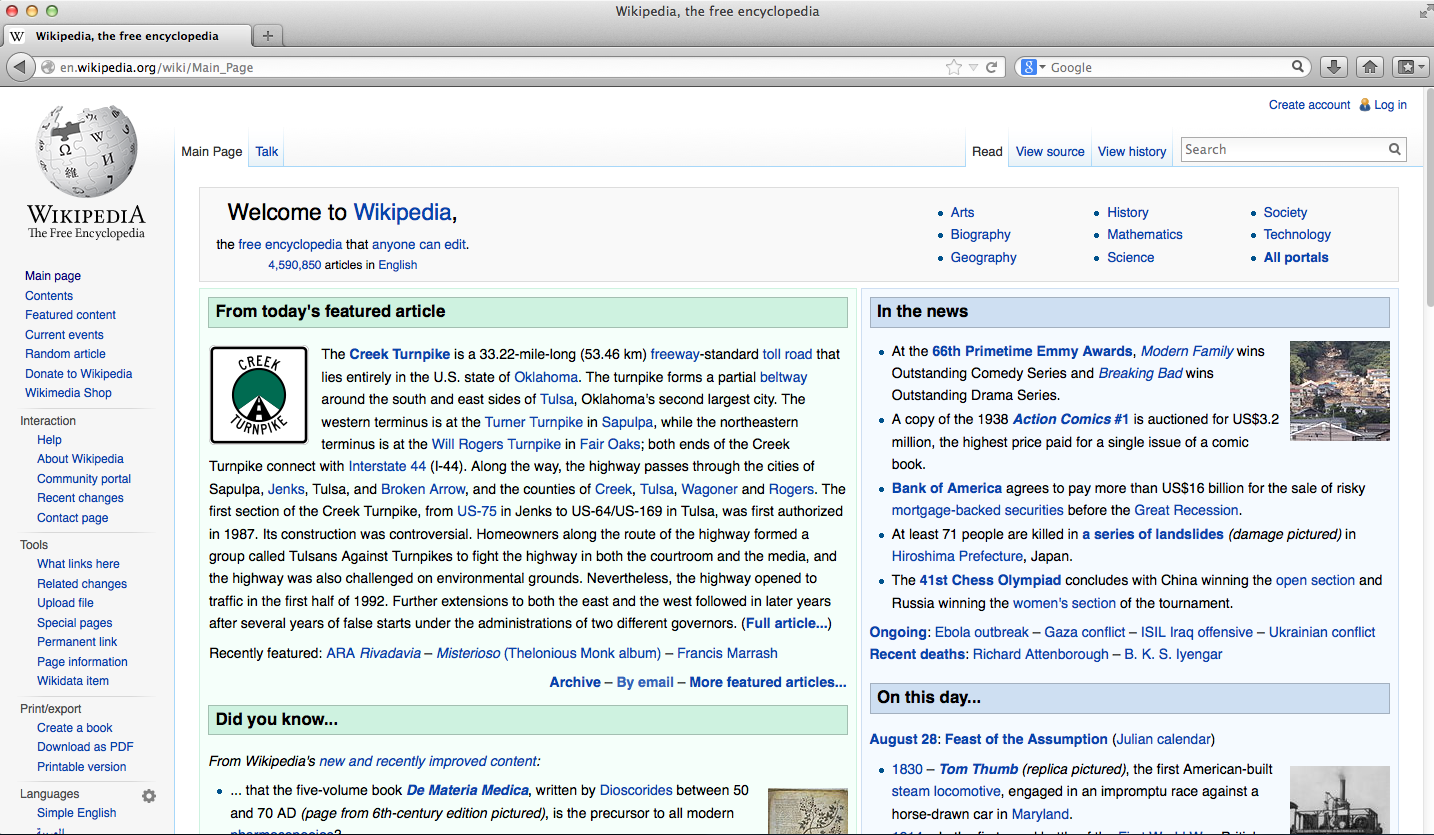 Wikipedia, the free encyclopedia
W Wikipedia, the free encyclopedia
en.wikipedia.org/wiki/Main_Page
8 Google
Create account Log in
Main Page Talk
Read View source View history Search
Ω W И
維
WIKIPEDIA
The Free Encyclopedia
Main page
Contents
Featured content
Current events
Random article
Donate to Wikipedia
Wikimedia Shop
Interaction
Help
About Wikipedia
Community portal
Recent changes
Contact page
Tools
What links here
Related changes
Upload file
Special pages
Permanent link
Page information
Wikidata item
Print/export
Create a book
Download as PDF
Printable version
Languages
Simple English
Welcome to Wikipedia,
the free encyclopedia that anyone can edit.
4,590,850 articles in English
Arts
Biography
Geography
History
Mathematics
Science
Society
Technology
All portals
From today's featured article
CREEK
TURNPIKE
The Creek Turnpike is a 33.22-mile-long (53.46 km) freeway-standard toll road that
lies entirely in the U.S. state of Oklahoma. The turnpike forms a partial beltway
around the south and east sides of Tulsa, Oklahoma's second largest city. The
western terminus is at the Turner Turnpike in Sapulpa, while the northeastern
terminus is at the Will Rogers Turnpike in Fair Oaks; both ends of the Creek
Turnpike connect with Interstate 44 (I-44). Along the way, the highway passes through the cities of
Sapulpa, Jenks, Tulsa, and Broken Arrow, and the counties of Creek, Tulsa, Wagoner and Rogers. The
first section of the Creek Turnpike, from US-75 in Jenks to US-64/US-169 in Tulsa, was first authorized
in 1987. Its construction was controversial. Homeowners along the route of the highway formed a
group called Tulsans Against Turnpikes to fight the highway in both the courtroom and the media, and
the highway was also challenged on environmental grounds. Nevertheless, the highway opened to
traffic in the first half of 1992. Further extensions to both the east and the west followed in later years
after several years of false starts under the administrations of two different governors. (Full article...)
Recently featured: ARA Rivadavia – Misterioso (Thelonious Monk album) – Francis Marrash
Archive – By email – More featured articles...
Did you know...
From Wikipedia's new and recently improved content:
... that the five-volume book De Materia Medica, written by Dioscorides between 50
and 70 AD (page from 6th-century edition pictured), is the precursor to all modern
pharmacopeias?
In the news
At the 66th Primetime Emmy Awards, Modern Family wins
Outstanding Comedy Series and Breaking Bad wins
Outstanding Drama Series.
A copy of the 1938 Action Comics #1 is auctioned for US$3.2
million, the highest price paid for a single issue of a comic
book.
Bank of America agrees to pay more than US$16 billion for the sale of risky
mortgage-backed securities before the Great Recession.
At least 71 people are killed in a series of landslides (damage pictured) in
Hiroshima Prefecture, Japan.
The 41st Chess Olympiad concludes with China winning the open section and
Russia winning the women's section of the tournament.
Ongoing: Ebola outbreak – Gaza conflict – ISIL Iraq offensive – Ukrainian conflict
Recent deaths: Richard Attenborough – B. K. S. Iyengar
On this day...
August 28: Feast of the Assumption (Julian calendar)
1830 – Tom Thumb (replica pictured), the first American-built
steam locomotive, engaged in an impromptu race against a
horse-drawn car in Maryland.